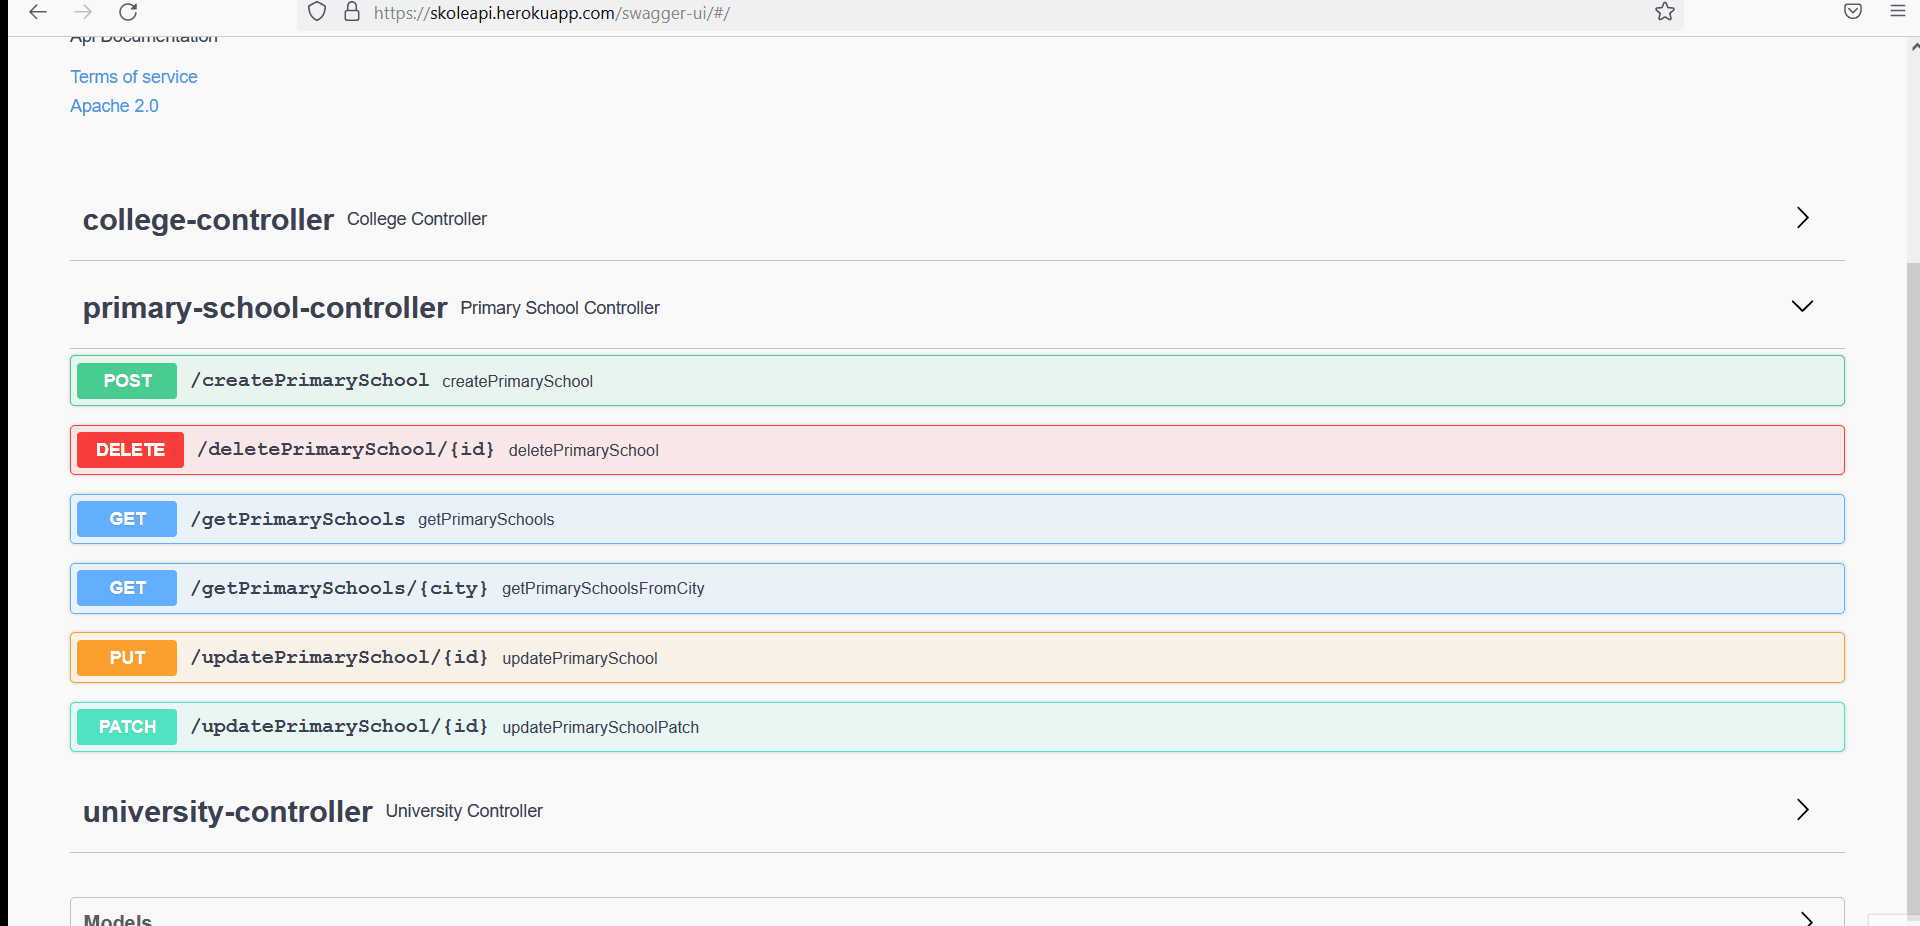 https://skoleapi.herokuapp.com/swagger-ui/#/
Api Documentation
Terms of service
Apache 2.0
college-controller College Controller
primary-school-controller Primary School Controller
POST /createPrimarySchool createPrimarySchool
DELETE /deletePrimarySchool/{id} deletePrimarySchool
GET /getPrimarySchools getPrimarySchools
GET /getPrimarySchools/{city} getPrimarySchoolsFromCity
PUT /updatePrimarySchool/{id} updatePrimarySchool
PATCH /updatePrimarySchool/{id} updatePrimarySchoolPatch
university-controller University Controller
Models